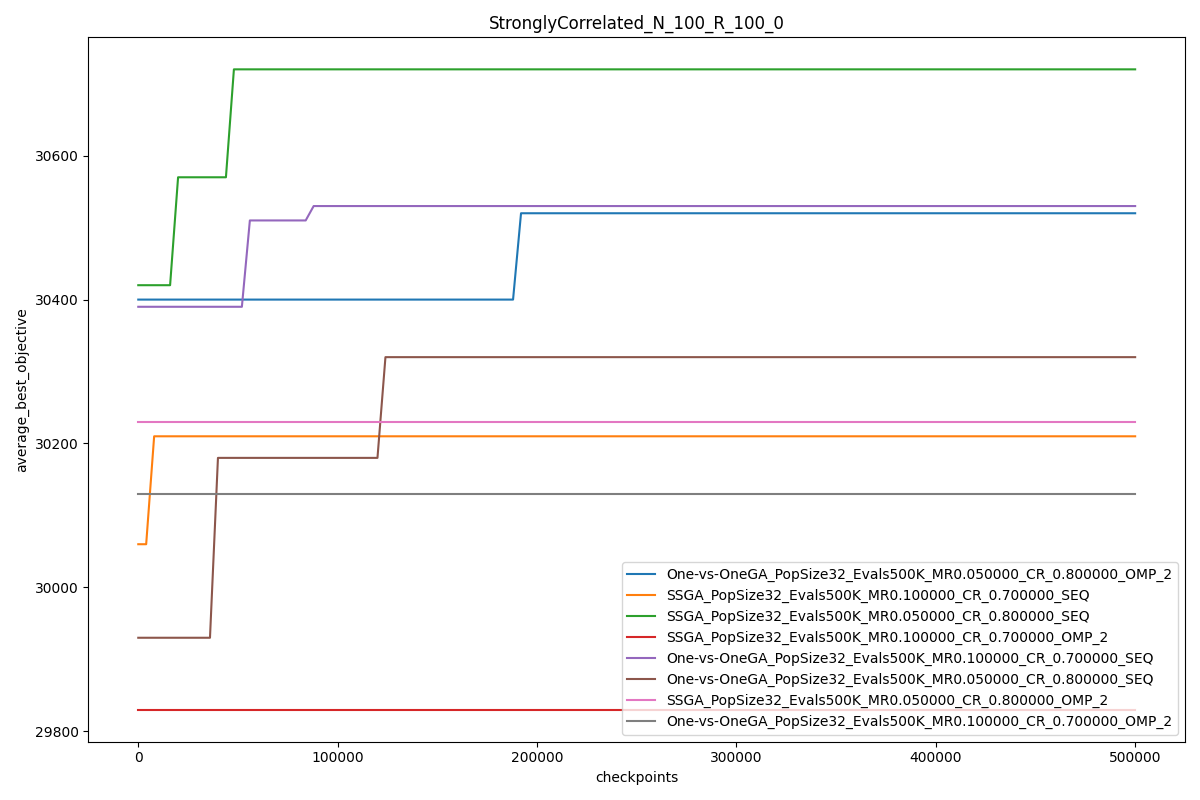 StronglyCorrelated_N_100_R_100_0
average_best_objective
30600
30400
30200
30000
29800
0
100000
200000
300000
400000
500000
checkpoints
One-vs-OneGA_PopSize32_Evals500K_MR0.050000_CR_0.800000_OMP_2
SSGA_PopSize32_Evals500K_MR0.100000_CR_0.700000_SEQ
SSGA_PopSize32_Evals500K_MR0.050000_CR_0.800000_SEQ
SSGA_PopSize32_Evals500K_MR0.100000_CR_0.700000_OMP_2
One-vs-OneGA_PopSize32_Evals500K_MR0.100000_CR_0.700000_SEQ
One-vs-OneGA_PopSize32_Evals500K_MR0.050000_CR_0.800000_SEQ
SSGA_PopSize32_Evals500K_MR0.050000_CR_0.800000_OMP_2
One-vs-OneGA_PopSize32_Evals500K_MR0.100000_CR_0.700000_OMP_2